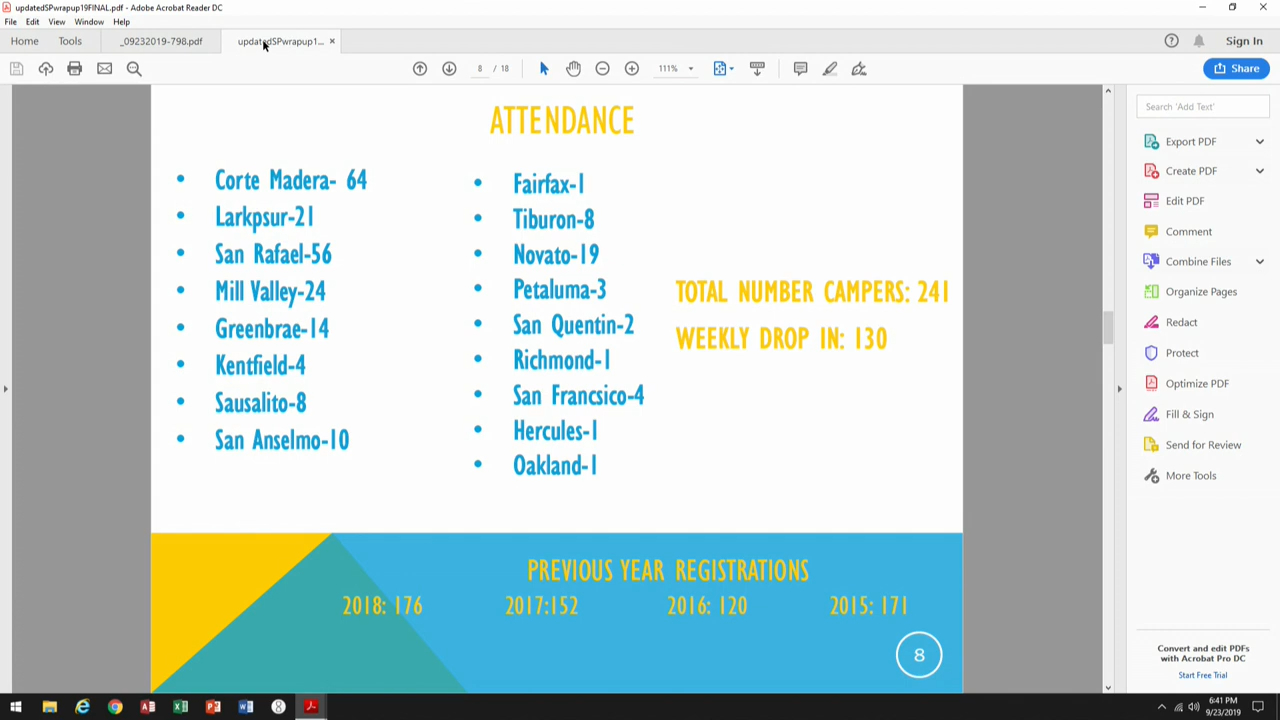 updatedSPwrapup19FINAL.pdf - Adobe Acrobat Reader DC
File Edit View Window Help
Home Tools _09232019-798.pdf updatedSPwrapup1... × Sign In
8 / 18 111% Share
ATTENDANCE
• Corte Madera- 64
• Larkpsur-21
• San Rafael-56
• Mill Valley-24
• Greenbrae-14
• Kentfield-4
• Sausalito-8
• San Anselmo-10
• Fairfax-1
• Tiburon-8
• Novato-19
• Petaluma-3
• San Quentin-2
• Richmond-1
• San Francsico-4
• Hercules-1
• Oakland-1
TOTAL NUMBER CAMPERS: 241
WEEKLY DROP IN: 130
PREVIOUS YEAR REGISTRATIONS
2018: 176 2017:152 2016: 120 2015: 171
8
Search 'Add Text'
Export PDF
Create PDF
Edit PDF
Comment
Combine Files
Organize Pages
Redact
Protect
Optimize PDF
Fill & Sign
Send for Review
More Tools
Convert and edit PDFs
with Acrobat Pro DC
Start Free Trial
6:41 PM
9/23/2019